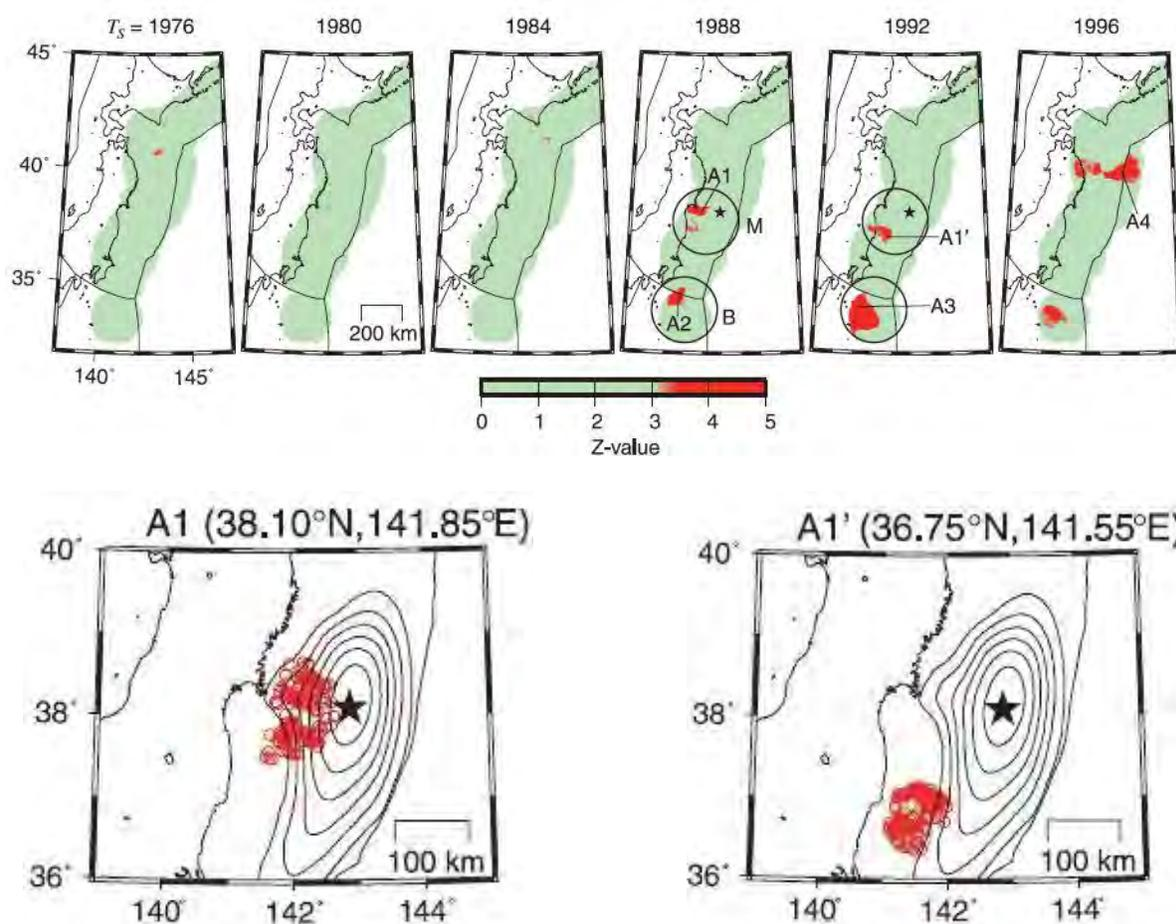 T_S = 1976 1980 1984 1988 1992 1996
45°
40°
35°
A1
M
A2
B
A1'
A3
A4
200 km
140° 145°
0 1 2 3 4 5
Z-value
A1 (38.10°N,141.85°E)
40°
38°
36°
100 km
140° 142° 144°
A1' (36.75°N,141.55°E)
40°
38°
36°
100 km
140° 142° 144°